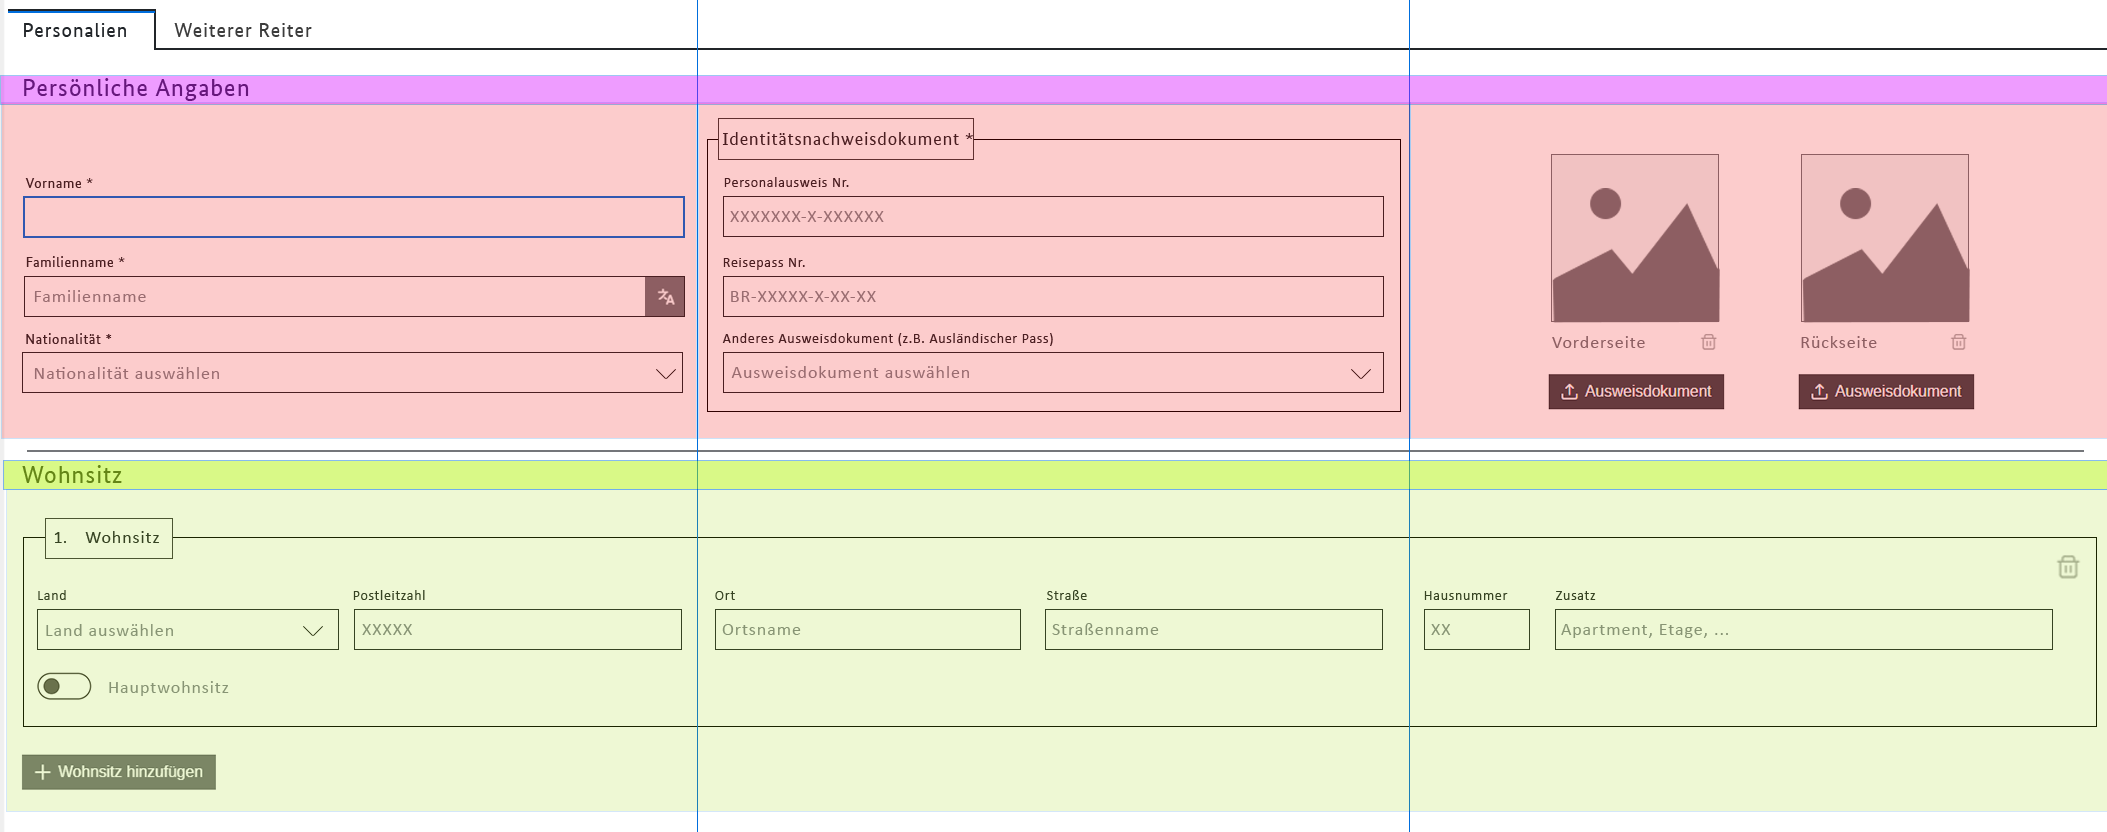 Personalien
Weiterer Reiter
Persönliche Angaben
Identitätsnachweisdokument *
Vorname *
Personalausweis Nr.
XXXXXXX-X-XXXXXX
Familienname *
Reisepass Nr.
Familienname
BR-XXXXX-X-XX-XX
Nationalität *
Anderes Ausweisdokument (z.B. Ausländischer Pass)
Vorderseite
Rückseite
Nationalität auswählen
Ausweisdokument auswählen
Ausweisdokument
Ausweisdokument
Wohnsitz
1. Wohnsitz
Land
Postleitzahl
Ort
Straße
Hausnummer
Zusatz
Land auswählen
XXXXX
Ortsname
Straßenname
XX
Apartment, Etage, ...
Hauptwohnsitz
Wohnsitz hinzufügen